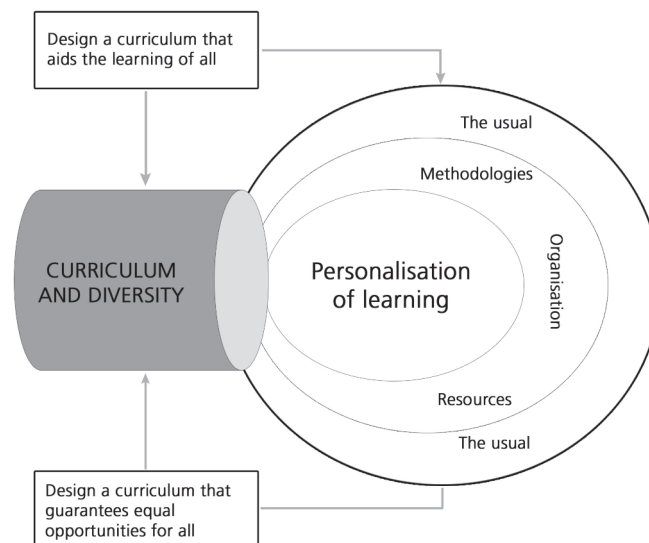 Design a curriculum that
aids the learning of all
The usual
Methodologies
Organisation
CURRICULUM
AND DIVERSITY
Personalisation
of learning
Resources
The usual
Design a curriculum that
guarantees equal
opportunities for all